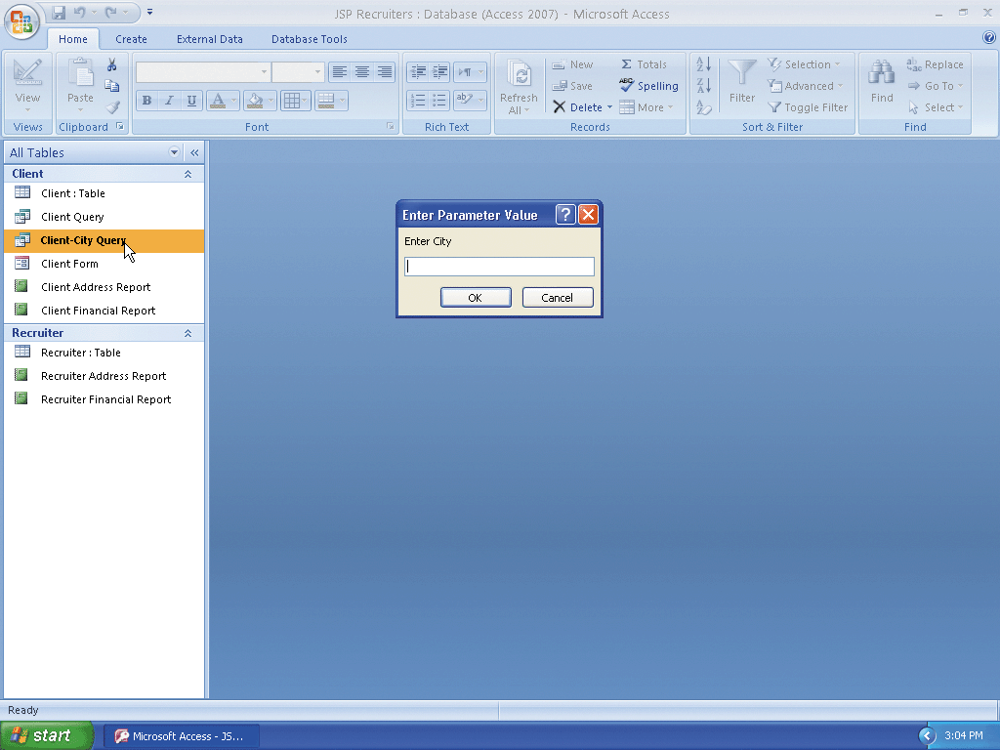 JSP Recruiters : Database (Access 2007) - Microsoft Access
Home Create External Data Database Tools
View
Views
Paste
Clipboard
B I U A
Font
ab
Rich Text
Refresh All
New
Save
Delete
Σ Totals
ABC Spelling
More
Records
A Z
Z A
Filter
Selection
Advanced
Toggle Filter
Sort & Filter
Find
Replace
Go To
Select
Find
All Tables «
Client
Client : Table
Client Query
Client-City Query
Client Form
Client Address Report
Client Financial Report
Recruiter
Recruiter : Table
Recruiter Address Report
Recruiter Financial Report
Enter Parameter Value ?
Enter City
OK Cancel
Ready
start Microsoft Access - JS... 3:04 PM